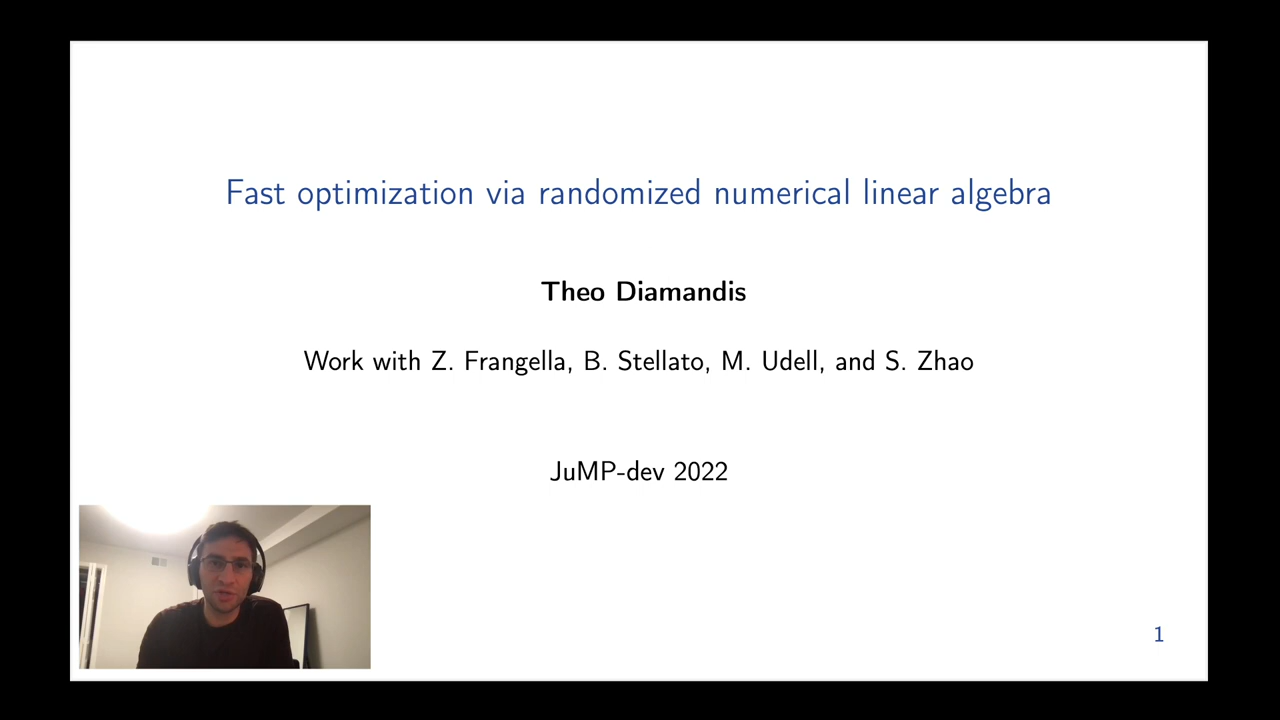 Fast optimization via randomized numerical linear algebra
Theo Diamandis
Work with Z. Frangella, B. Stellato, M. Udell, and S. Zhao
JuMP-dev 2022
1